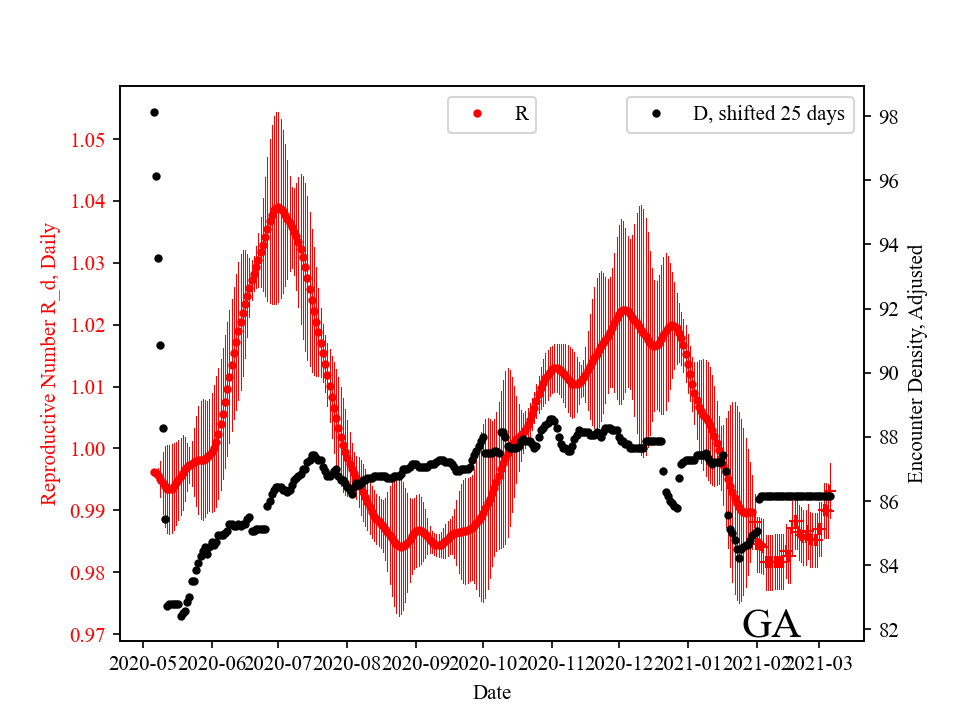 R
D, shifted 25 days
Reproductive Number R_d, Daily
1.05
1.04
1.03
1.02
1.01
1.00
0.99
0.98
0.97
98
96
94
92
90
88
86
84
82
Encounter Density, Adjusted
GA
2020-05 2020-06 2020-07 2020-08 2020-09 2020-10 2020-11 2020-12 2021-01 2021-02 2021-03
Date